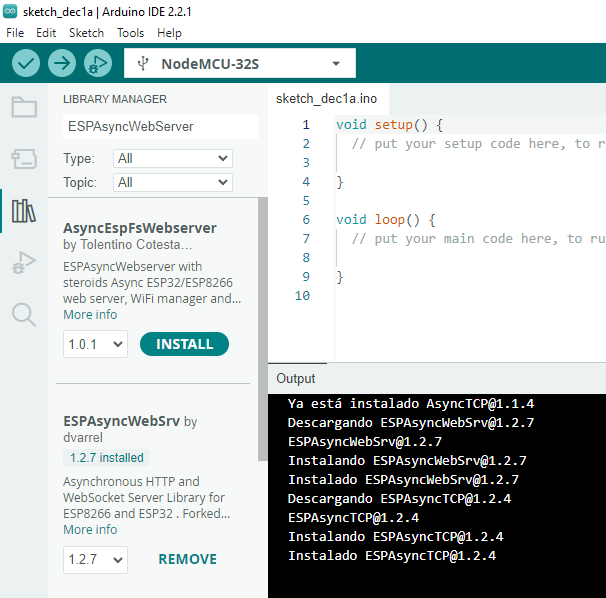 sketch_dec1a | Arduino IDE 2.2.1
File Edit Sketch Tools Help
NodeMCU-32S
LIBRARY MANAGER
ESPAsyncWebServer
Type: All
Topic: All
AsyncEspFsWebserver
by Tolentino Cotesta…
ESPAsyncWebserver with
steroids Async ESP32/ESP8266
web server, WiFi manager and…
More info
1.0.1 INSTALL
ESPAsyncWebSrv by
dvarrel
1.2.7 installed
Asynchronous HTTP and
WebSocket Server Library for
ESP8266 and ESP32 . Forked…
More info
1.2.7 REMOVE
sketch_dec1a.ino
1 void setup() {
2 // put your setup code here, to r
3
4 }
5
6 void loop() {
7 // put your main code here, to ru
8
9 }
10
Output
Ya está instalado AsyncTCP@1.1.4
Descargando ESPAsyncWebSrv@1.2.7
ESPAsyncWebSrv@1.2.7
Instalando ESPAsyncWebSrv@1.2.7
Instalado ESPAsyncWebSrv@1.2.7
Descargando ESPAsyncTCP@1.2.4
ESPAsyncTCP@1.2.4
Instalando ESPAsyncTCP@1.2.4
Instalado ESPAsyncTCP@1.2.4